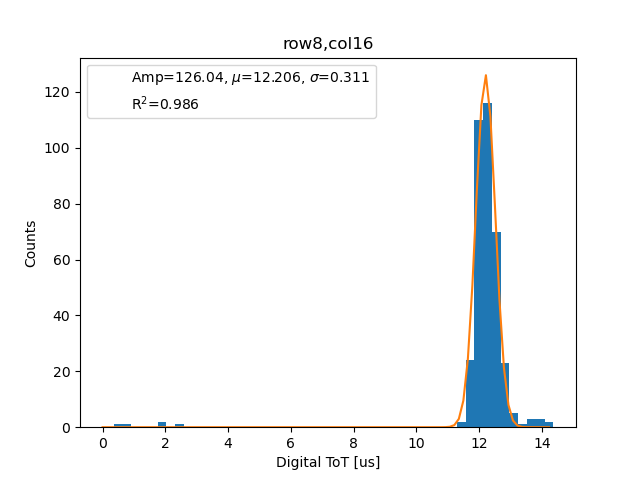 row8,col16
Amp=126.04, μ=12.206, σ=0.311
R²=0.986
120
100
80
60
40
20
0
Counts
0 2 4 6 8 10 12 14
Digital ToT [us]